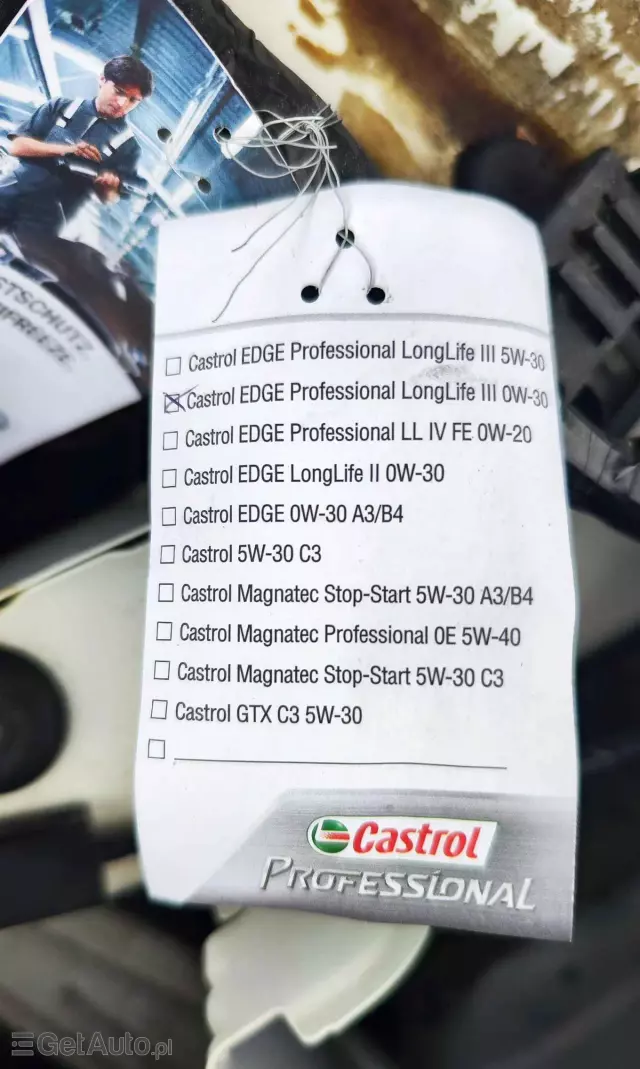 STSCHUTZ
FREEZE
Castrol EDGE Professional LongLife III 5W-30
Castrol EDGE Professional LongLife III 0W-30
Castrol EDGE Professional LL IV FE 0W-20
Castrol EDGE LongLife II 0W-30
Castrol EDGE 0W-30 A3/B4
Castrol 5W-30 C3
Castrol Magnatec Stop-Start 5W-30 A3/B4
Castrol Magnatec Professional OE 5W-40
Castrol Magnatec Stop-Start 5W-30 C3
Castrol GTX C3 5W-30
Castrol
PROFESSIONAL
GetAuto.pl